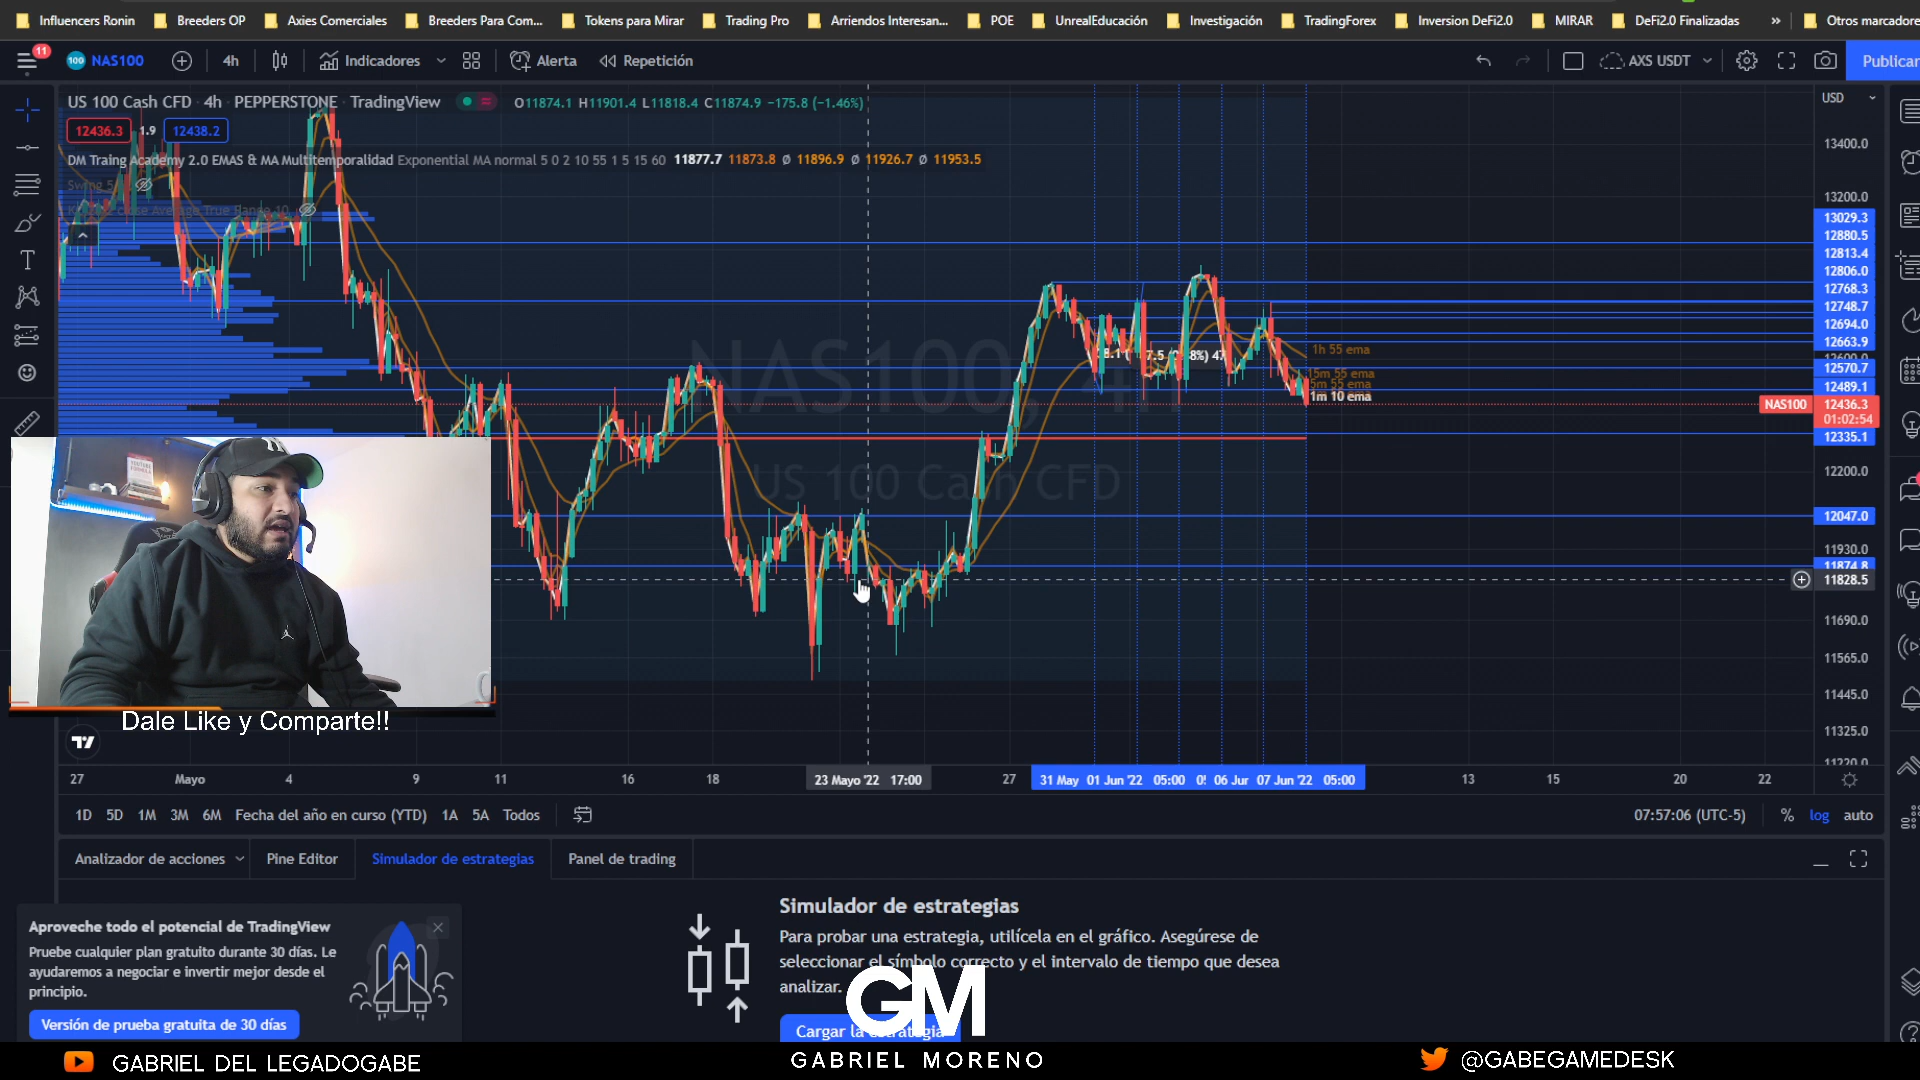 Influencers Ronin Breeders OP Axies Comerciales Breeders Para Com... Tokens para Mirar Trading Pro Arriendos Interesan... POE UnrealEducación Investigación TradingForex Inversion DeFi2.0 MIRAR DeFi2.0 Finalizadas » Otros marcadore
11 100 NAS100 4h Indicadores Alerta Repetición AXS USDT Publicar
US 100 Cash CFD · 4h · PEPPERSTONE · TradingView O11874.1 H11901.4 L11818.4 C11874.9 -175.8 (-1.46%) USD
12436.3 1.9 12438.2
DM Traing Academy 2.0 EMAS & MA Multitemporalidad Exponential MA normal 5 0 2 10 55 1 5 15 60 11877.7 11873.8 Ø 11896.9 Ø 11926.7 Ø 11953.5
13400.0
13200.0
13029.3
12880.5
12813.4
12806.0
12768.3
12748.7
12694.0
12663.9
12600.0
12570.7
12489.1
NAS100 12436.3
01:02:54
12335.1
12200.0
12047.0
11930.0
11874.8
11828.5
11690.0
11565.0
11445.0
11325.0
11220.0
NAS100, 4h
US 100 Cash CFD
1h 55 ema
15m 55 ema
5m 55 ema
1m 10 ema
Dale Like y Comparte!!
27 Mayo 4 9 11 16 18 23 Mayo '22 17:00 27 31 May 01 Jun '22 05:00 06 Jun 07 Jun '22 05:00 13 15 20 22
1D 5D 1M 3M 6M Fecha del año en curso (YTD) 1A 5A Todos 07:57:06 (UTC-5) % log auto
Analizador de acciones Pine Editor Simulador de estrategias Panel de trading
Aproveche todo el potencial de TradingView
Pruebe cualquier plan gratuito durante 30 días. Le
ayudaremos a negociar e invertir mejor desde el
principio.
Versión de prueba gratuita de 30 días
Simulador de estrategias
Para probar una estrategia, utilícela en el gráfico. Asegúrese de
seleccionar el símbolo correcto y el intervalo de tiempo que desea
analizar.
Cargar la estrategia
GM
GABRIEL MORENO
GABRIEL DEL LEGADOGABE
@GABEGAMEDESK